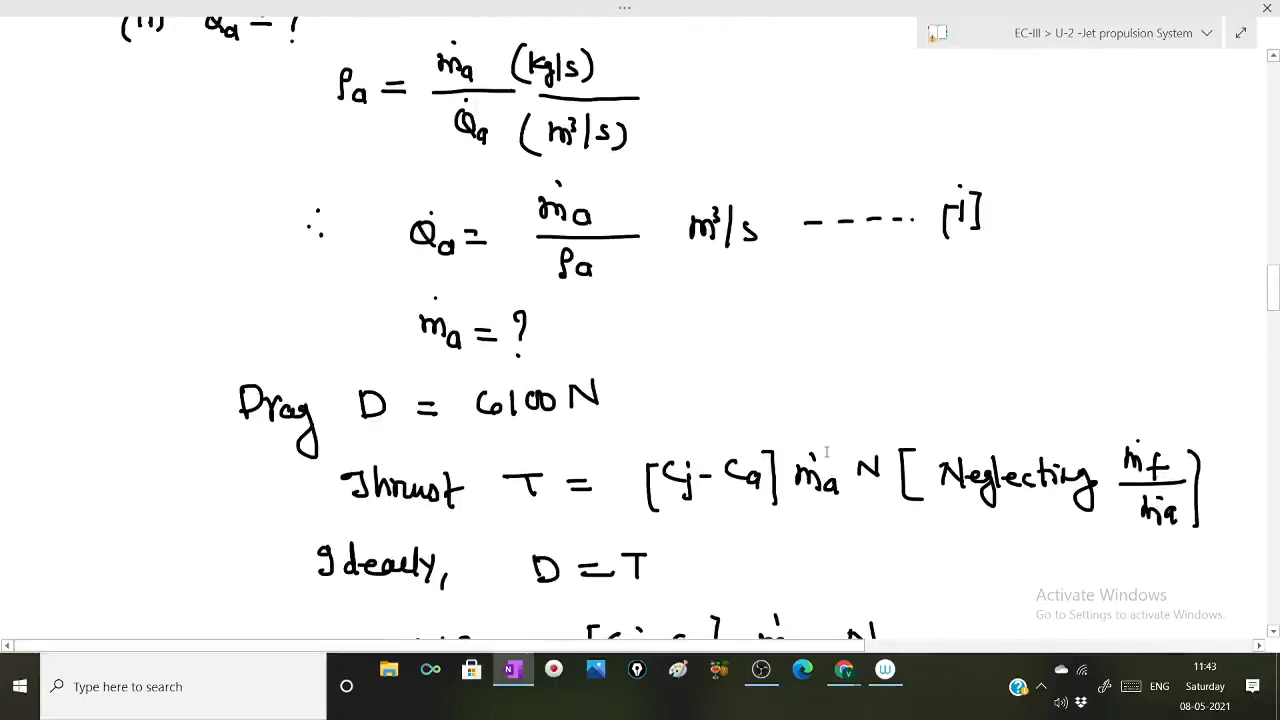 (ii) Q̇a = ?
EC-III > U-2 -Jet propulsion System
ρa = ṁa (kg/s) / Q̇a (m³/s)
∴ Q̇a = ṁa / ρa m³/s ----- [i]
ṁa = ?
Drag D = 6100 N
Thrust T = [Cj - Ca] ṁa N [Neglecting ṁf / ṁa]
Ideally, D = T
Activate Windows
Go to Settings to activate Windows.
Type here to search
ENG
11:43
Saturday
08-05-2021